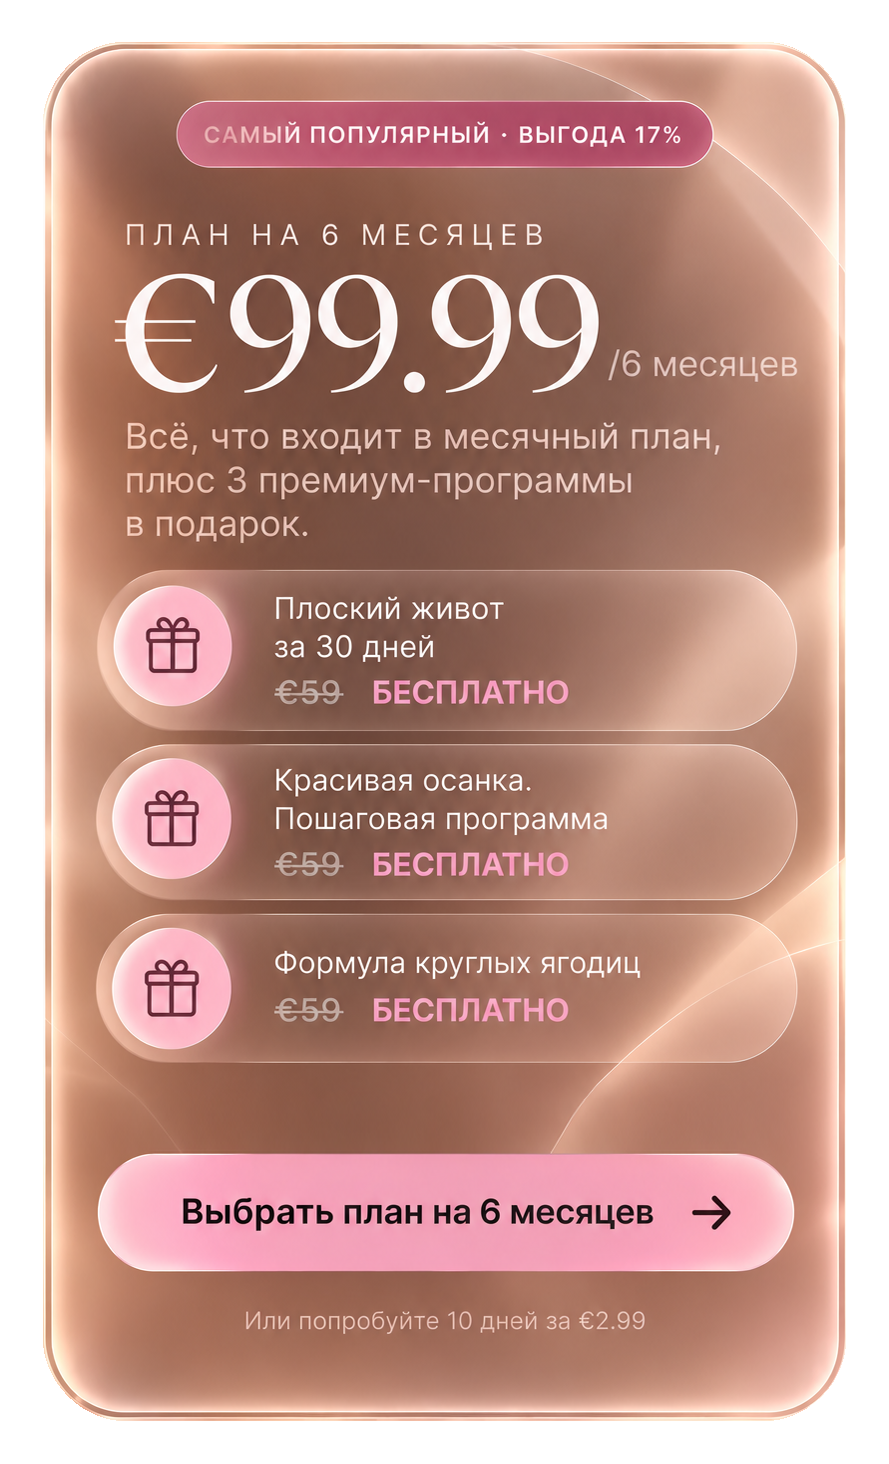 САМЫЙ ПОПУЛЯРНЫЙ · ВЫГОДА 17%
ПЛАН НА 6 МЕСЯЦЕВ
€99.99 /6 месяцев
Всё, что входит в месячный план,
плюс 3 премиум-программы
в подарок.
Плоский живот
за 30 дней
€59 БЕСПЛАТНО
Красивая осанка.
Пошаговая программа
€59 БЕСПЛАТНО
Формула круглых ягодиц
€59 БЕСПЛАТНО
Выбрать план на 6 месяцев →
Или попробуйте 10 дней за €2.99